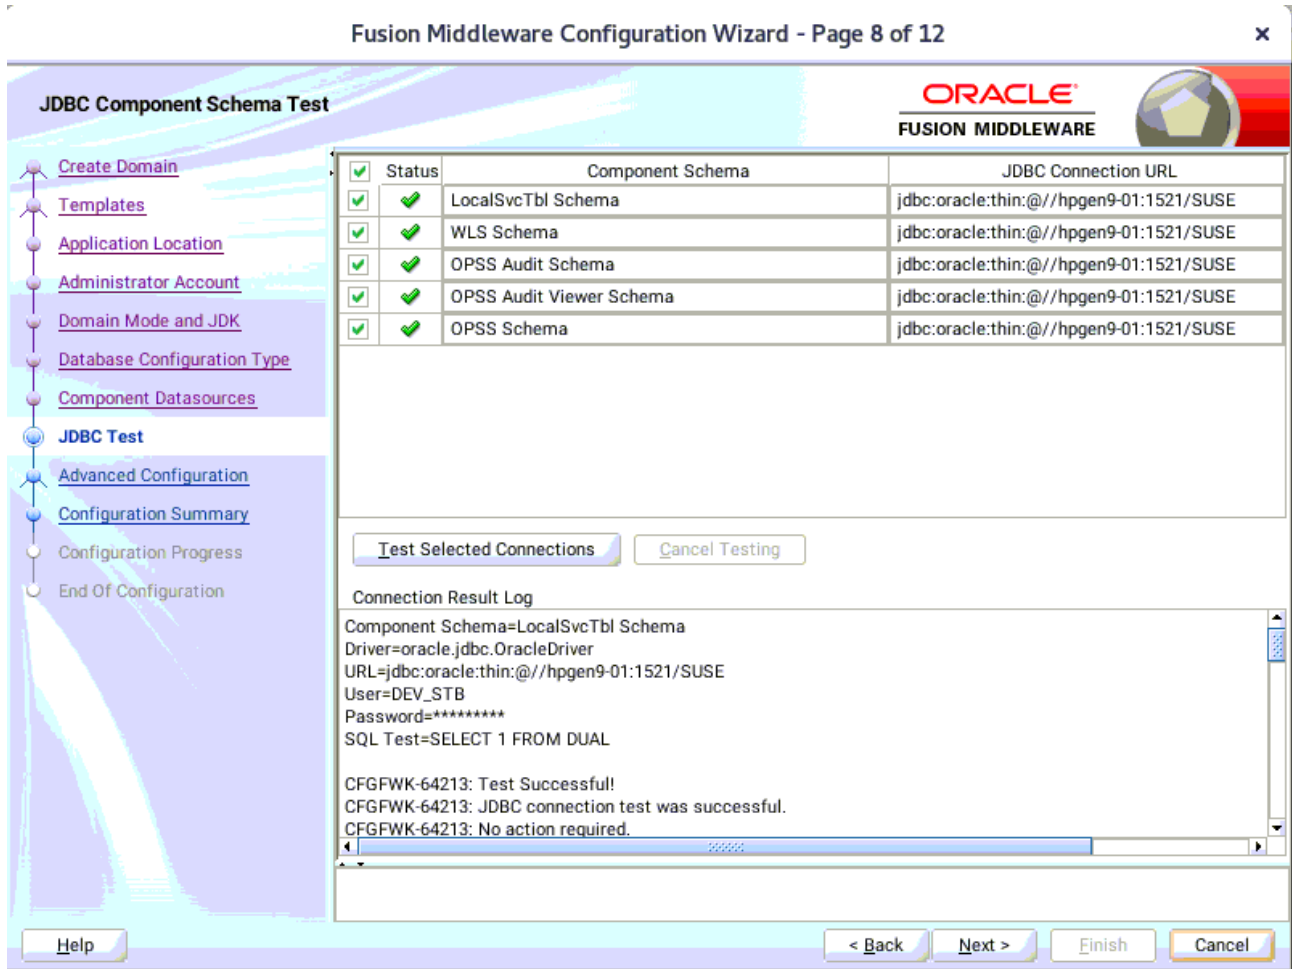 Fusion Middleware Configuration Wizard - Page 8 of 12
JDBC Component Schema Test
ORACLE
FUSION MIDDLEWARE
Create Domain
Templates
Application Location
Administrator Account
Domain Mode and JDK
Database Configuration Type
Component Datasources
JDBC Test
Advanced Configuration
Configuration Summary
Configuration Progress
End Of Configuration
Status Component Schema JDBC Connection URL
LocalSvcTbl Schema jdbc:oracle:thin:@//hpgen9-01:1521/SUSE
WLS Schema jdbc:oracle:thin:@//hpgen9-01:1521/SUSE
OPSS Audit Schema jdbc:oracle:thin:@//hpgen9-01:1521/SUSE
OPSS Audit Viewer Schema jdbc:oracle:thin:@//hpgen9-01:1521/SUSE
OPSS Schema jdbc:oracle:thin:@//hpgen9-01:1521/SUSE
Test Selected Connections Cancel Testing
Connection Result Log
Component Schema=LocalSvcTbl Schema
Driver=oracle.jdbc.OracleDriver
URL=jdbc:oracle:thin:@//hpgen9-01:1521/SUSE
User=DEV_STB
Password=*********
SQL Test=SELECT 1 FROM DUAL
CFGFWK-64213: Test Successful!
CFGFWK-64213: JDBC connection test was successful.
CFGFWK-64213: No action required.
Help < Back Next > Finish Cancel